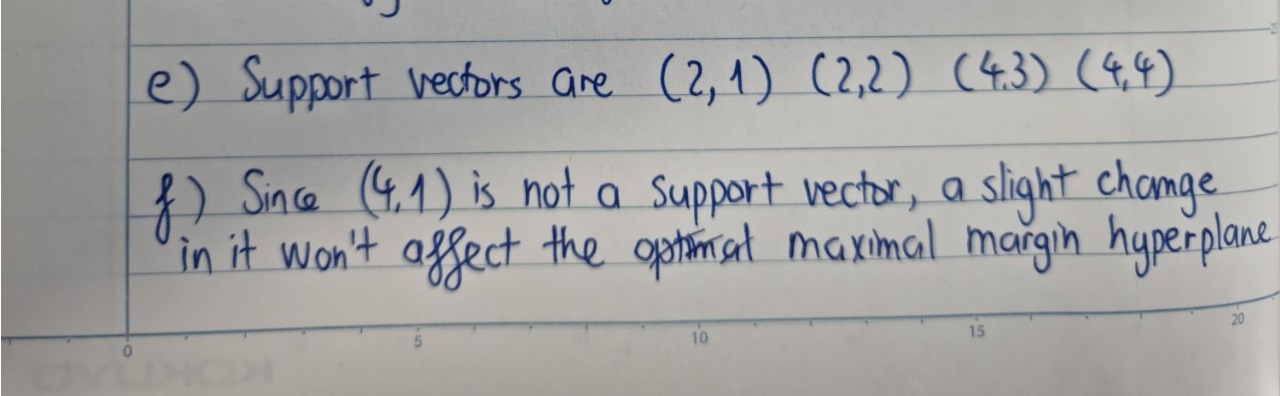 e) Support vectors are (2,1) (2,2) (4,3) (4,4)
f) Since (4,1) is not a support vector, a slight change
in it won't affect the optimal maximal margin hyperplane
0 5 10 15 20